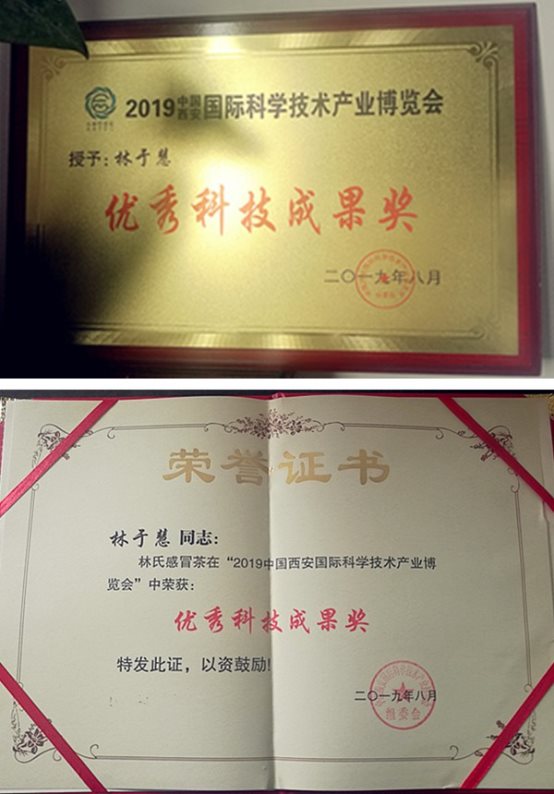 2019中国西安国际科学技术产业博览会
授予：林于慧
优秀科技成果奖
二〇一九年八月
荣誉证书
林于慧 同志：
林氏感冒茶在“2019中国西安国际科学技术产业博
览会”中荣获：
优秀科技成果奖
特发此证，以资鼓励!
二〇一九年八月
组委会